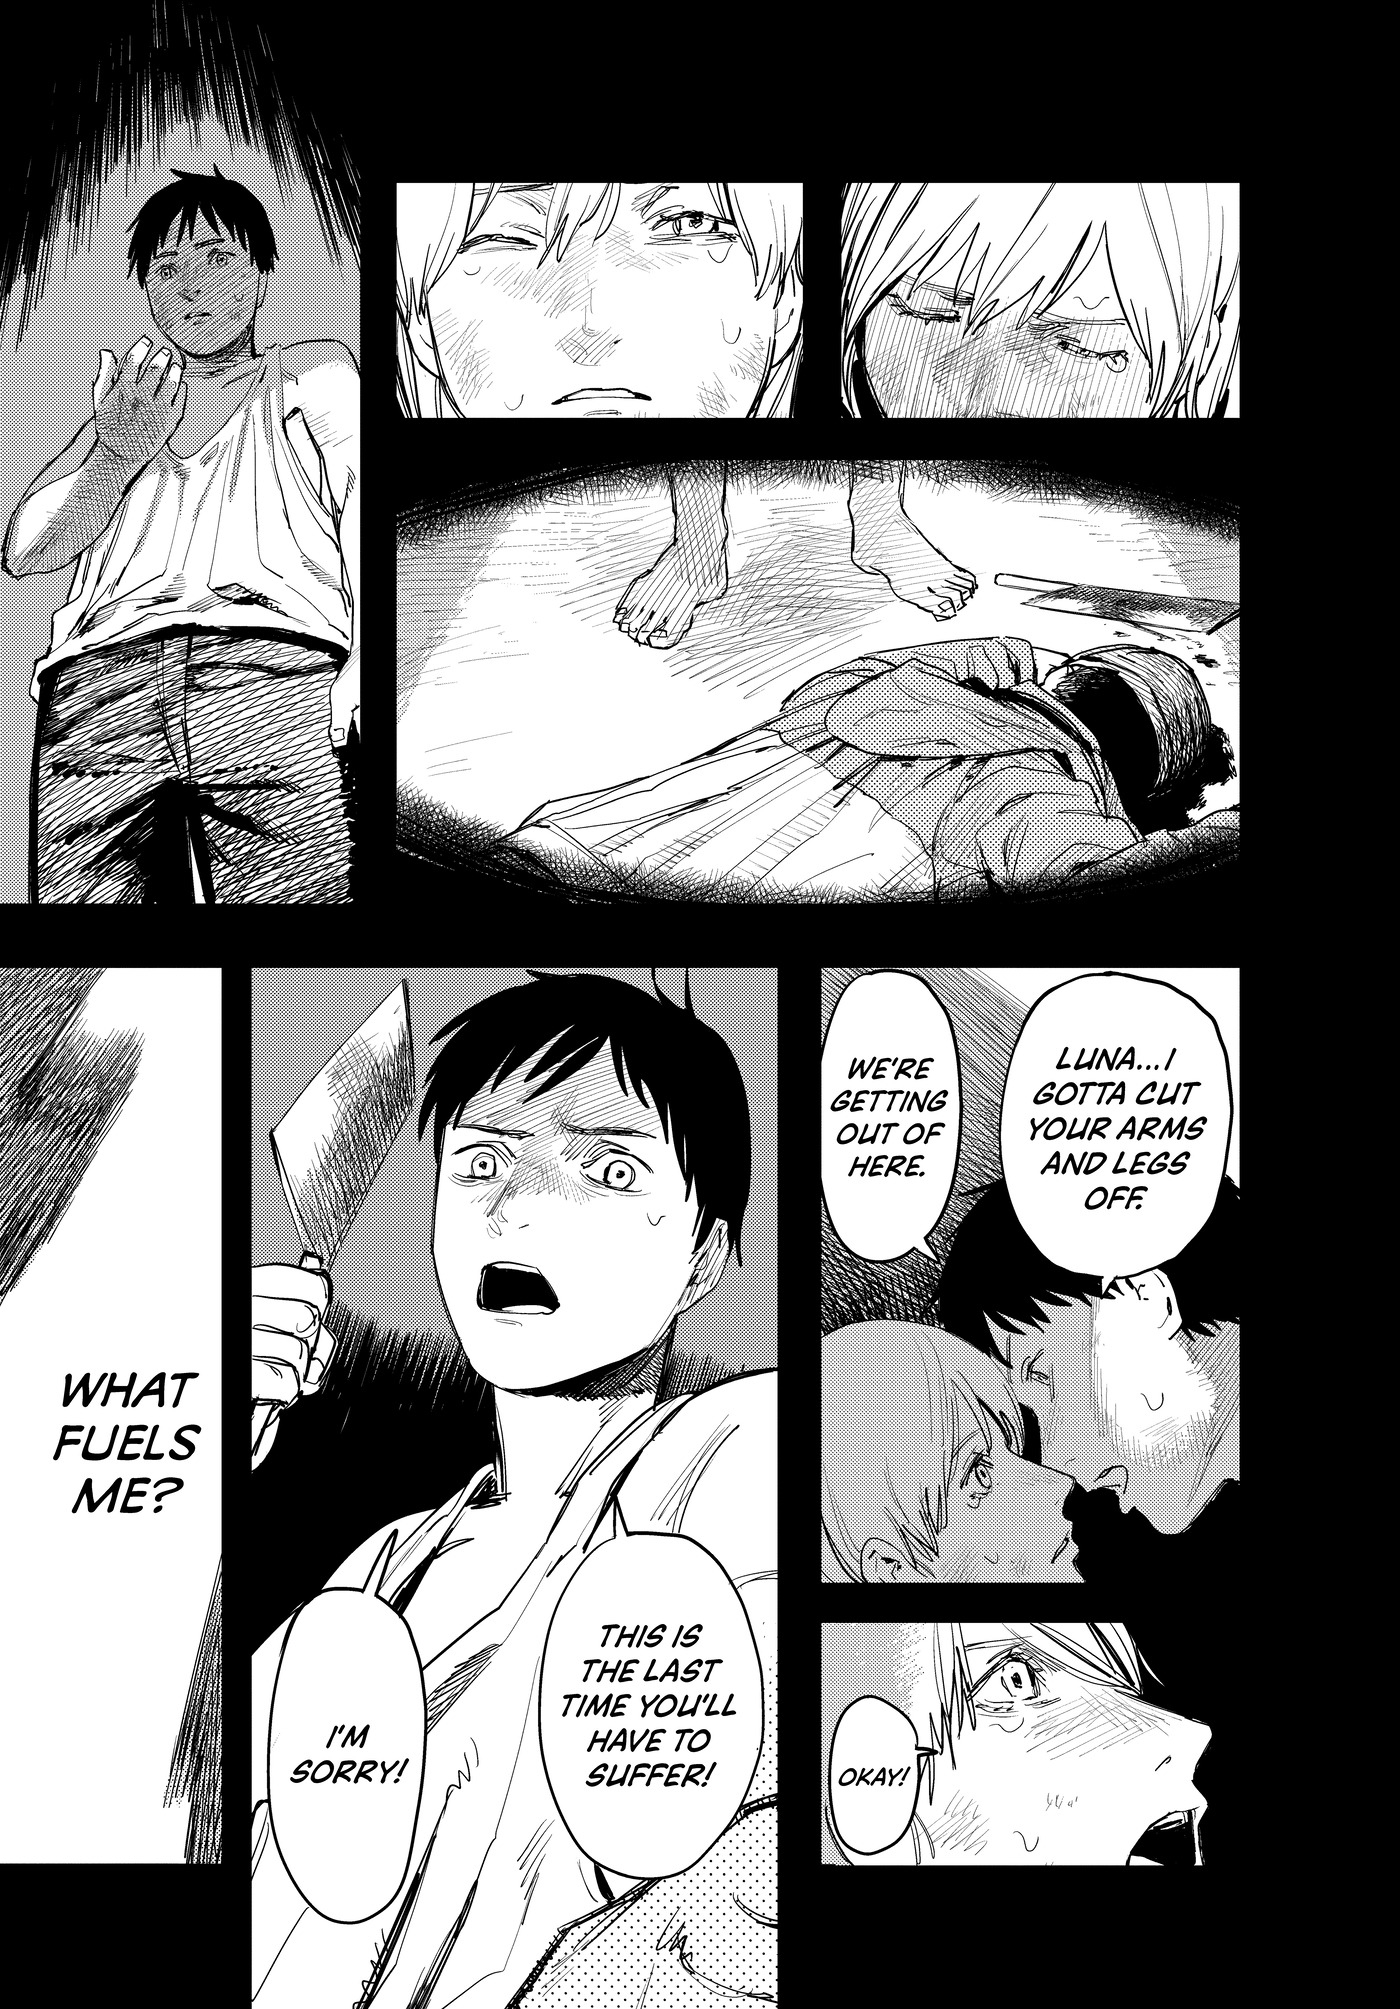 LUNA...I
GOTTA CUT
YOUR ARMS
AND LEGS
OFF.
WE'RE
GETTING
OUT OF
HERE.
OKAY!
THIS IS
THE LAST
TIME YOU'LL
HAVE TO
SUFFER!
I'M
SORRY!
WHAT
FUELS
ME?